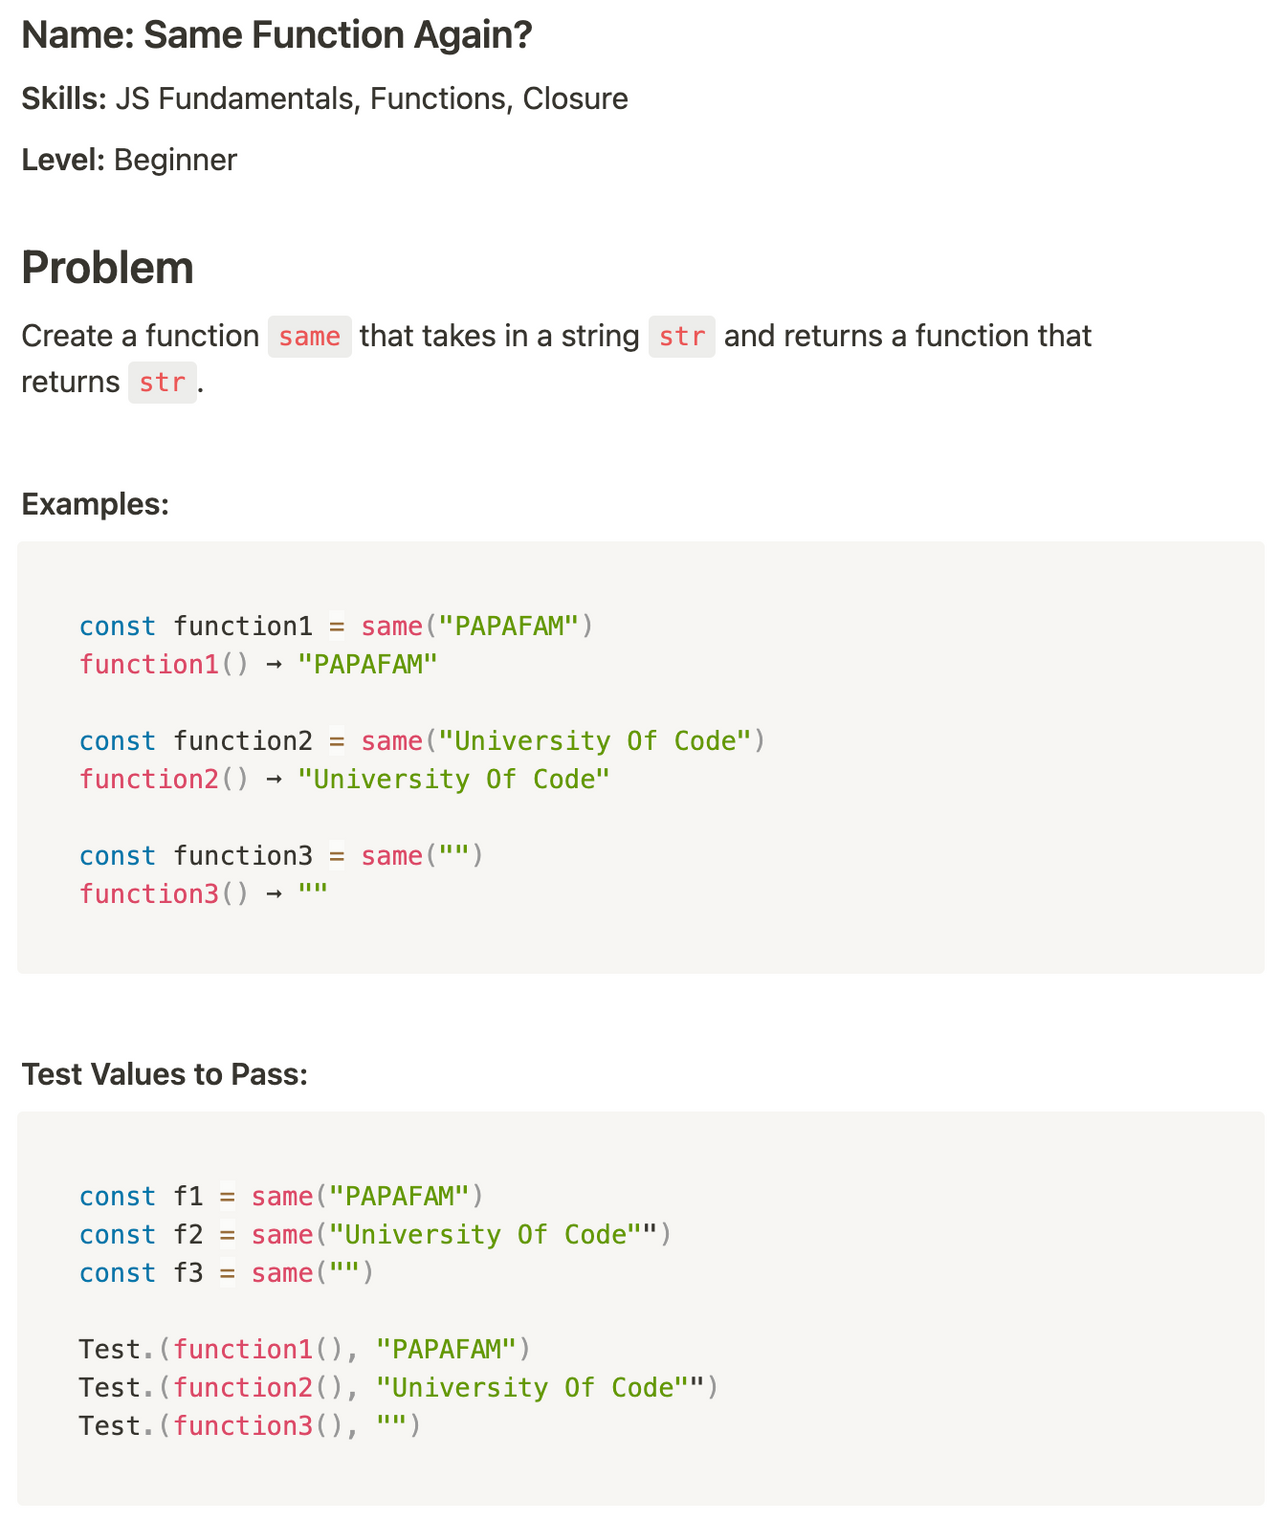 Name: Same Function Again?
Skills: JS Fundamentals, Functions, Closure
Level: Beginner
Problem
Create a function same that takes in a string str and returns a function that
returns str.
Examples:
const function1 = same("PAPAFAM")
function1() → "PAPAFAM"
const function2 = same("University Of Code")
function2() → "University Of Code"
const function3 = same("")
function3() → ""
Test Values to Pass:
const f1 = same("PAPAFAM")
const f2 = same("University Of Code"")
const f3 = same("")
Test.(function1(), "PAPAFAM")
Test.(function2(), "University Of Code"")
Test.(function3(), "")